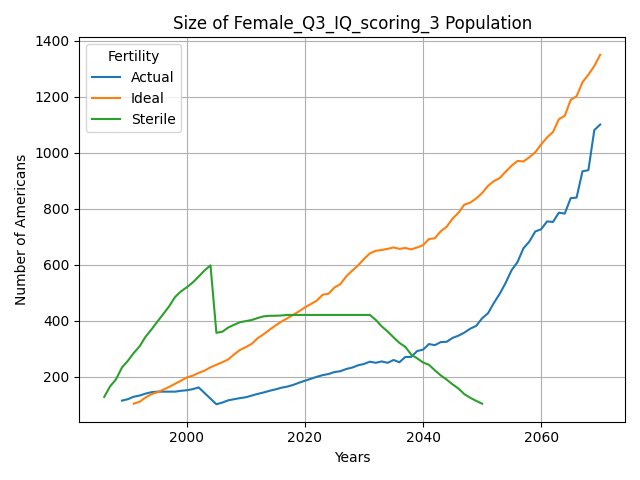 Size of Female_Q3_IQ_scoring_3 Population
Fertility
Actual
Ideal
Sterile
Number of Americans
1400
1200
1000
800
600
400
200
2000
2020
2040
2060
Years